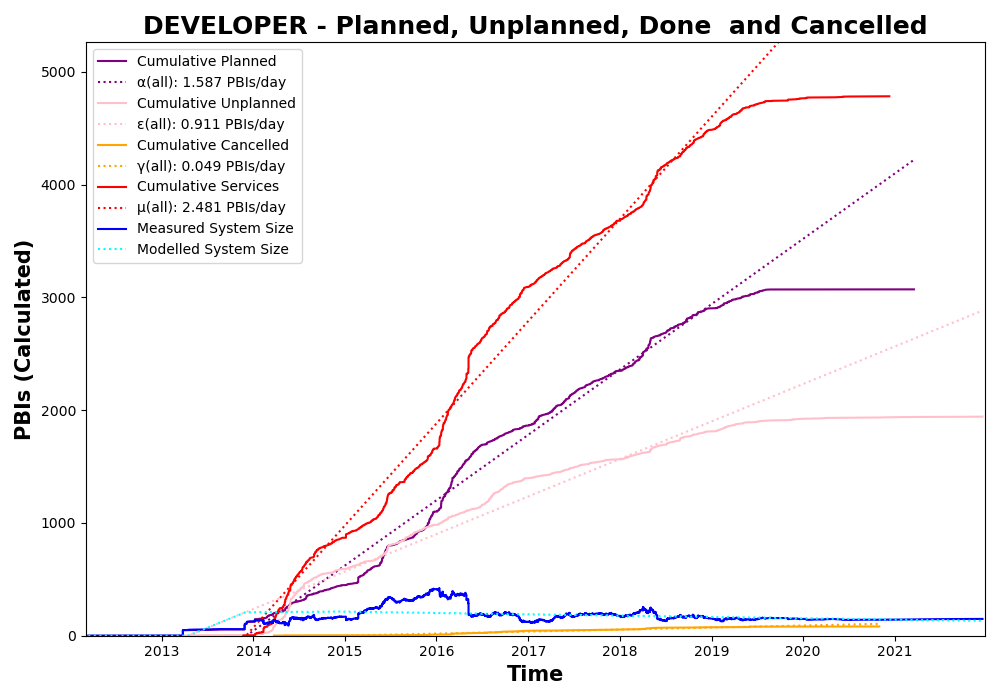 DEVELOPER - Planned, Unplanned, Done  and Cancelled
PBIs (Calculated)
5000
4000
3000
2000
1000
0
Cumulative Planned
α(all): 1.587 PBIs/day
Cumulative Unplanned
ε(all): 0.911 PBIs/day
Cumulative Cancelled
γ(all): 0.049 PBIs/day
Cumulative Services
μ(all): 2.481 PBIs/day
Measured System Size
Modelled System Size
2013 2014 2015 2016 2017 2018 2019 2020 2021
Time